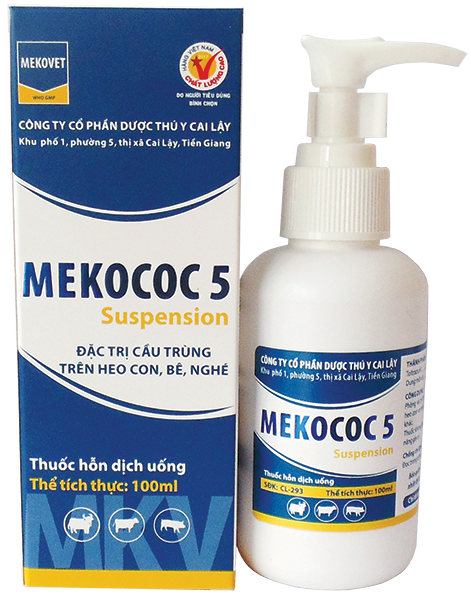 MEKOVET
WHO GMP
HÀNG VIỆT NAM
CHẤT LƯỢNG CAO
DO NGƯỜI TIÊU DÙNG
BÌNH CHỌN
CÔNG TY CỔ PHẦN DƯỢC THÚ Y CAI LẬY
Khu phố 1, phường 5, thị xã Cai Lậy, Tiền Giang
MEKOCOC 5
Suspension
ĐẶC TRỊ CẦU TRÙNG
TRÊN HEO CON, BÊ, NGHÉ
Thuốc hỗn dịch uống
Thể tích thực: 100ml
MKV
CÔNG TY CỔ PHẦN DƯỢC THÚ Y CAI LẬY
Khu phố 1, phường 5, thị xã Cai Lậy, Tiền Giang
MEKOCOC 5
Suspension
Thuốc hỗn dịch uống
SĐK: CL-293 Thể tích thực: 100ml
THÀNH PHẦN